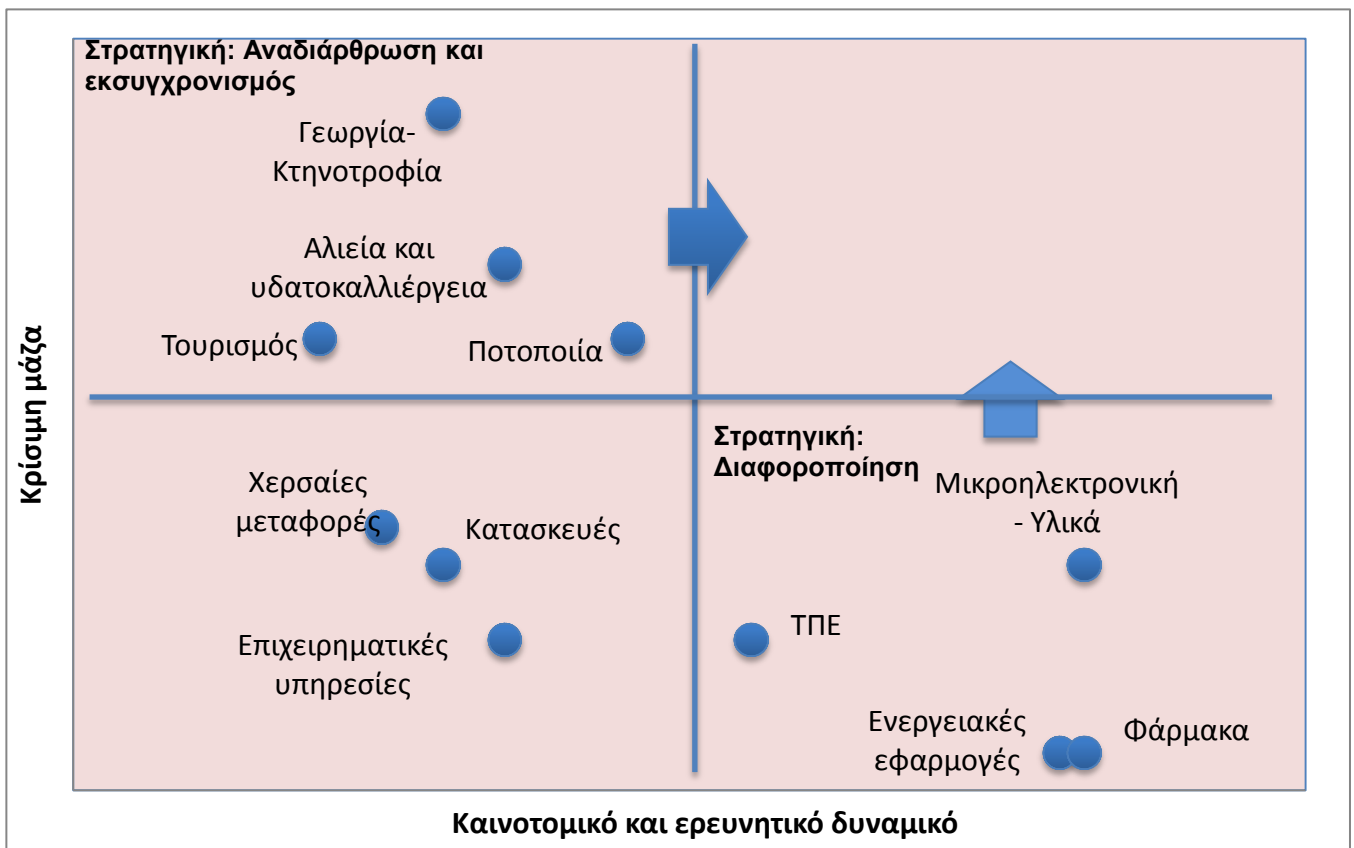 Στρατηγική: Αναδιάρθρωση και
εκσυγχρονισμός
Γεωργία-
Κτηνοτροφία
Αλιεία και
υδατοκαλλιέργεια
Τουρισμός
Ποτοποιία
Κρίσιμη μάζα
Στρατηγική:
Διαφοροποίηση
Χερσαίες
μεταφορές
Κατασκευές
Μικροηλεκτρονική
- Υλικά
Επιχειρηματικές
υπηρεσίες
ΤΠΕ
Ενεργειακές
εφαρμογές
Φάρμακα
Καινοτομικό και ερευνητικό δυναμικό